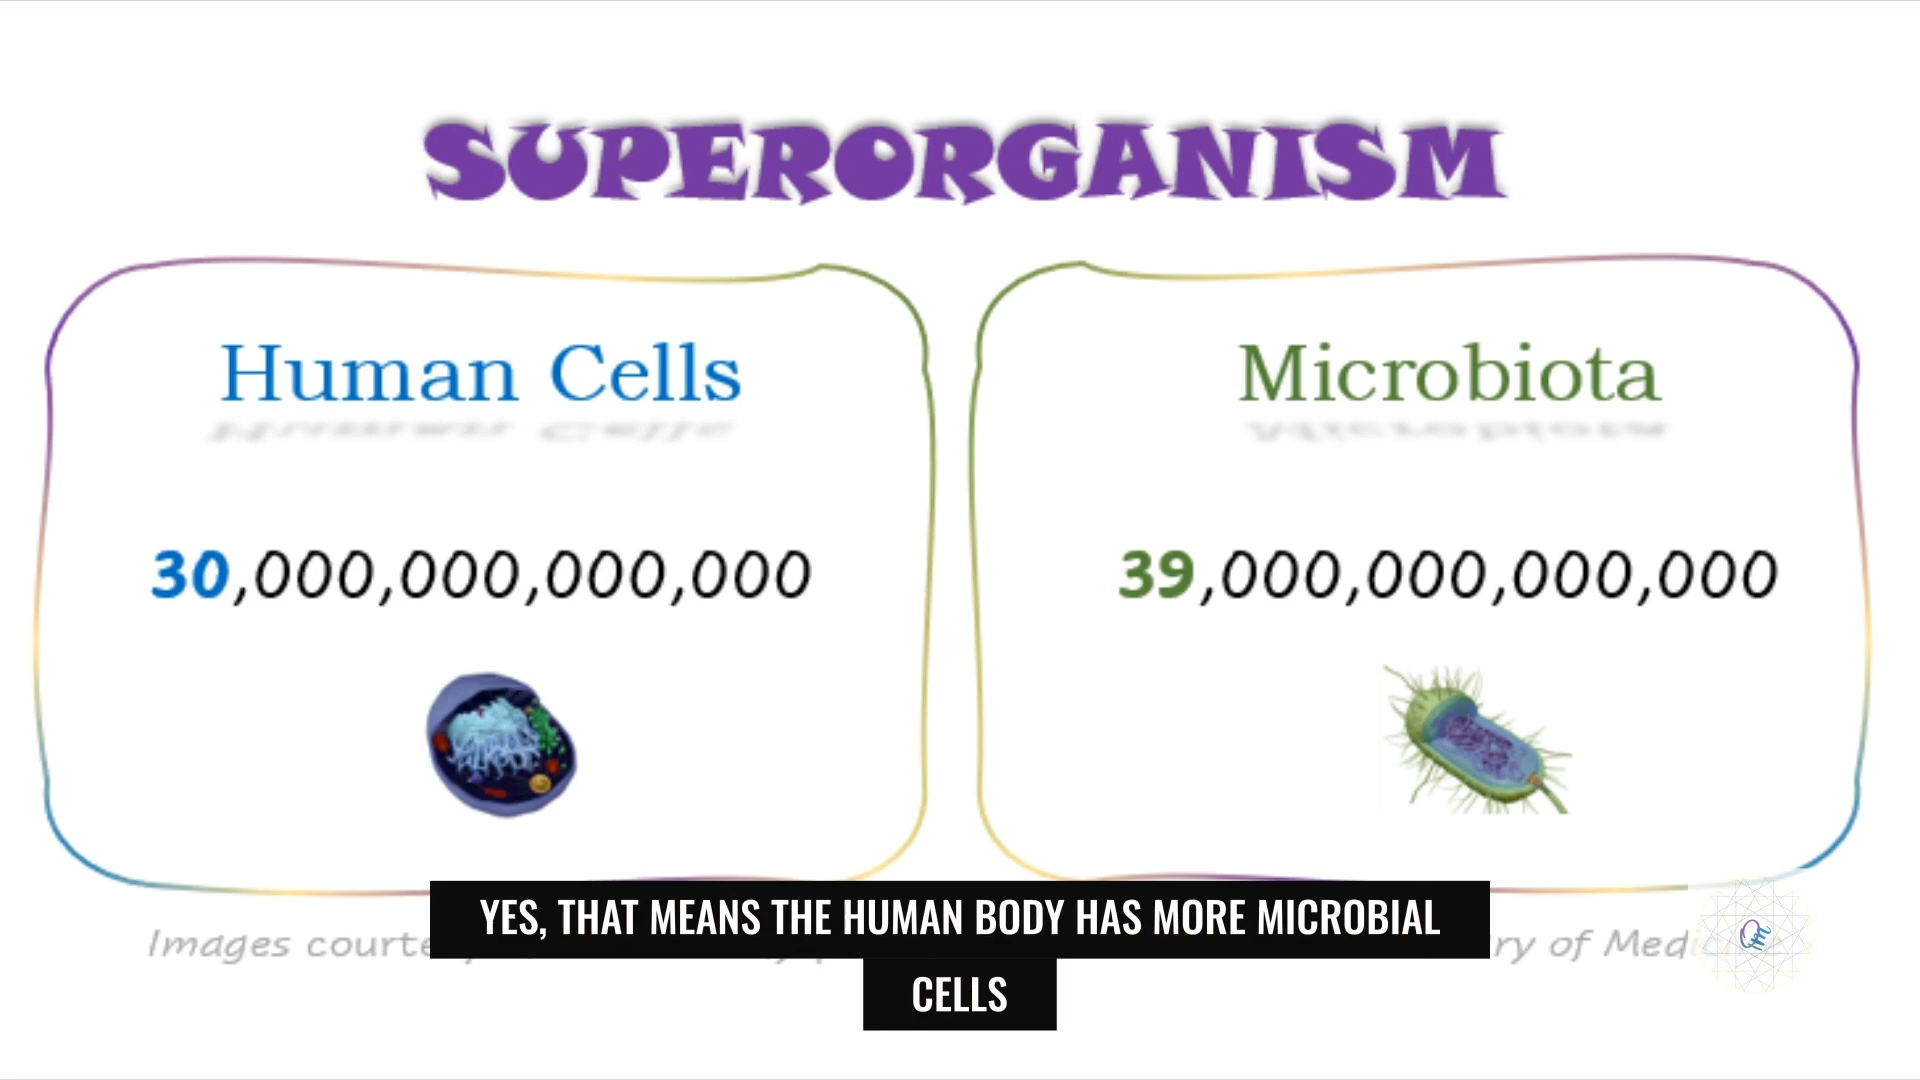 SUPERORGANISM
Human Cells
30,000,000,000,000
Microbiota
39,000,000,000,000
Images courte
ry of Medi
YES, THAT MEANS THE HUMAN BODY HAS MORE MICROBIAL
CELLS